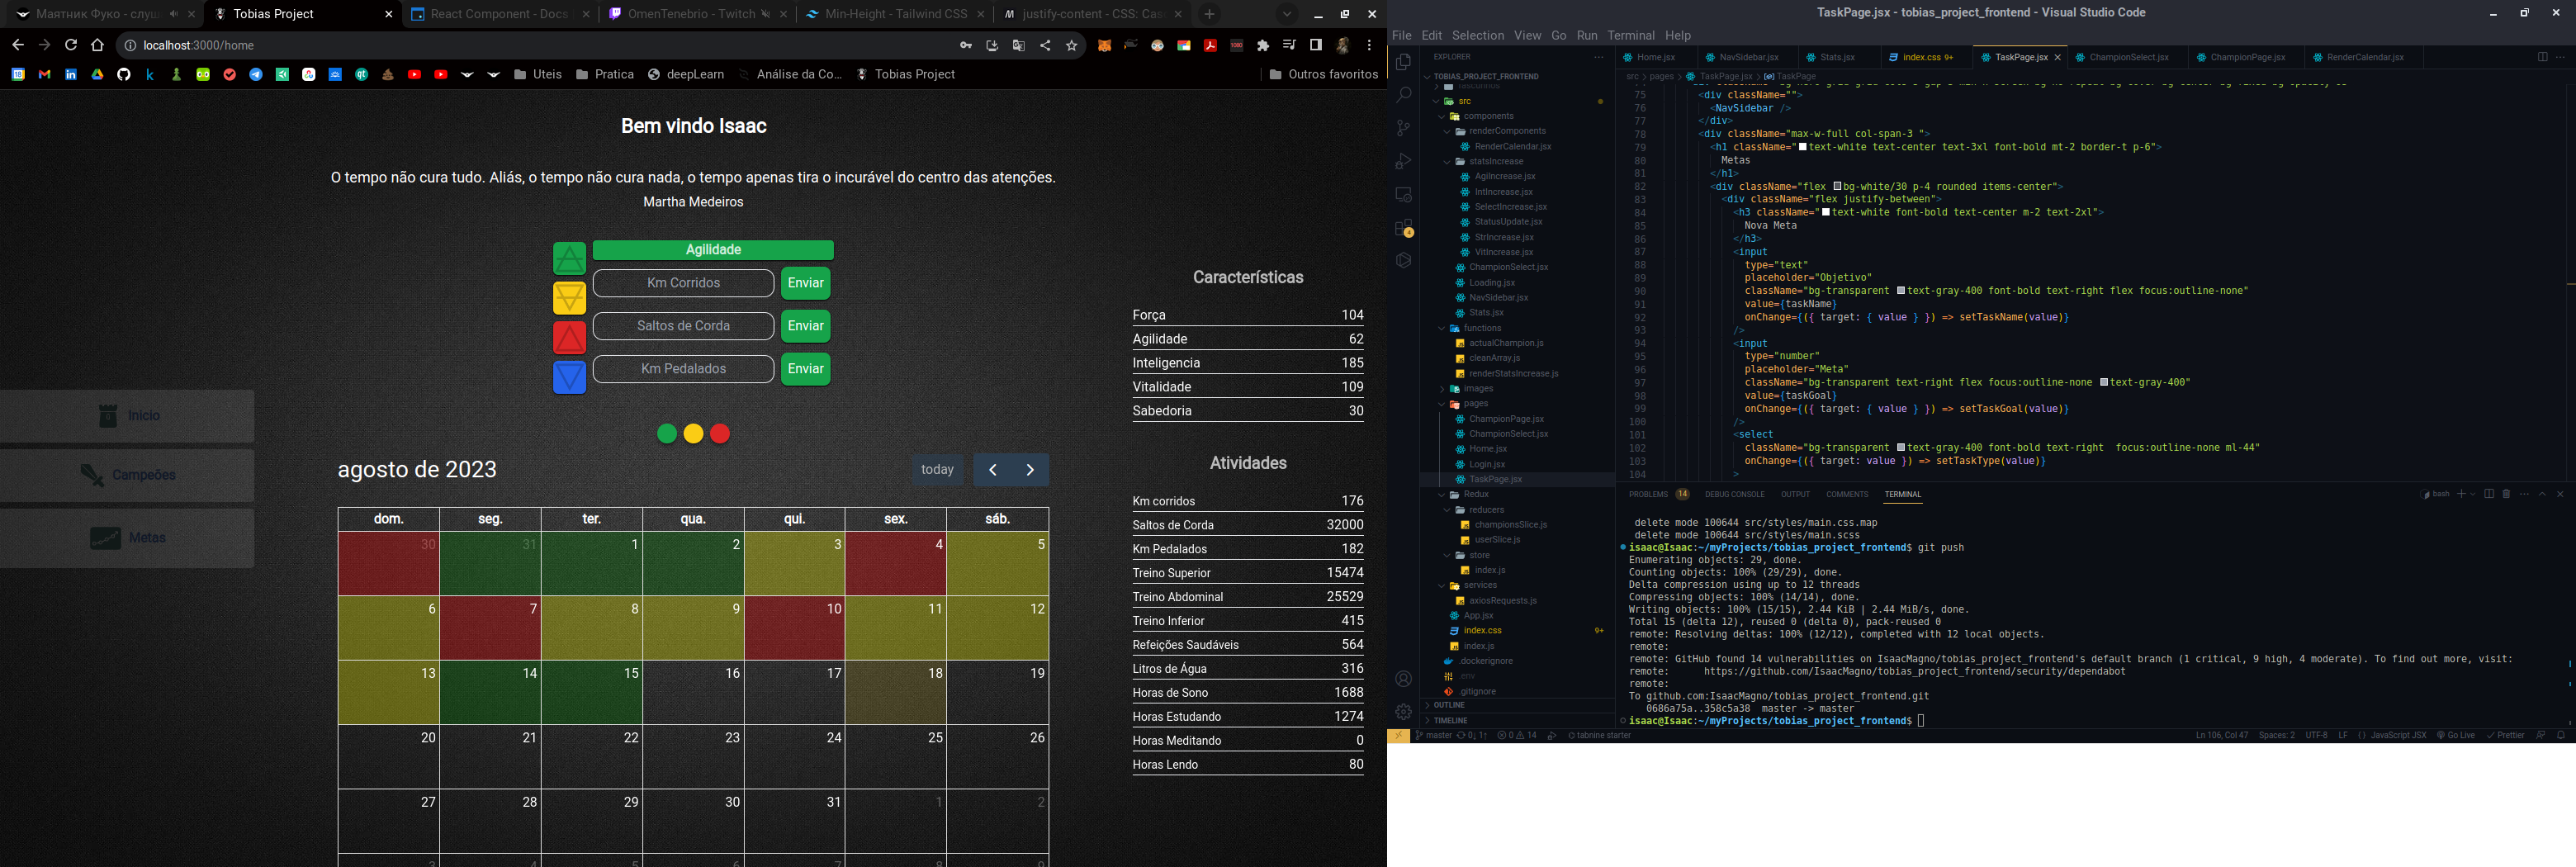 Маятник Фуко - слуш
Tobias Project
React Component - Docs
OmenTenebrio - Twitch
Min-Height - Tailwind CSS
justify-content - CSS: Cas
localhost:3000/home
Uteis
Pratica
deepLearn
Análise da Co...
Tobias Project
Outros favoritos
Bem vindo Isaac
O tempo não cura tudo. Aliás, o tempo não cura nada, o tempo apenas tira o incurável do centro das atenções.
Martha Medeiros
Agilidade
Km Corridos Enviar
Saltos de Corda Enviar
Km Pedalados Enviar
Inicio
Campeões
Metas
agosto de 2023
today
dom. seg. ter. qua. qui. sex. sáb.
30 31 1 2 3 4 5
6 7 8 9 10 11 12
13 14 15 16 17 18 19
20 21 22 23 24 25 26
27 28 29 30 31 1 2
3 4 5 6 7 8 9
Características
Força 104
Agilidade 62
Inteligencia 185
Vitalidade 109
Sabedoria 30
Atividades
Km corridos 176
Saltos de Corda 32000
Km Pedalados 182
Treino Superior 15474
Treino Abdominal 25529
Treino Inferior 415
Refeições Saudáveis 564
Litros de Água 316
Horas de Sono 1688
Horas Estudando 1274
Horas Meditando 0
Horas Lendo 80
TaskPage.jsx - tobias_project_frontend - Visual Studio Code
File Edit Selection View Go Run Terminal Help
EXPLORER
TOBIAS_PROJECT_FRONTEND
src
components
renderComponents
RenderCalendar.jsx
statsIncrease
AgiIncrease.jsx
IntIncrease.jsx
SelectIncrease.jsx
StatusUpdate.jsx
StrIncrease.jsx
VitIncrease.jsx
ChampionSelect.jsx
Loading.jsx
NavSidebar.jsx
Stats.jsx
functions
actualChampion.js
cleanArray.js
renderStatsIncrease.js
images
pages
ChampionPage.jsx
ChampionSelect.jsx
Home.jsx
Login.jsx
TaskPage.jsx
Redux
reducers
championsSlice.js
userSlice.js
store
index.js
services
axiosRequests.js
App.jsx
index.css 9+
index.js
.dockerignore
.env
.gitignore
OUTLINE
TIMELINE
Home.jsx NavSidebar.jsx Stats.jsx index.css 9+ TaskPage.jsx ChampionSelect.jsx ChampionPage.jsx RenderCalendar.jsx
src > pages > TaskPage.jsx > TaskPage
75 <div className="">
76 <NavSidebar />
77 </div>
78 <div className="max-w-full col-span-3 ">
79 <h1 className="text-white text-center text-3xl font-bold mt-2 border-t p-6">
80 Metas
81 </h1>
82 <div className="flex bg-white/30 p-4 rounded items-center">
83 <div className="flex justify-between">
84 <h3 className="text-white font-bold text-center m-2 text-2xl">
85 Nova Meta
86 </h3>
87 <input
88 type="text"
89 placeholder="Objetivo"
90 className="bg-transparent text-gray-400 font-bold text-right flex focus:outline-none"
91 value={taskName}
92 onChange={({ target: { value } }) => setTaskName(value)}
93 />
94 <input
95 type="number"
96 placeholder="Meta"
97 className="bg-transparent text-right flex focus:outline-none text-gray-400"
98 value={taskGoal}
99 onChange={({ target: { value } }) => setTaskGoal(value)}
100 />
101 <select
102 className="bg-transparent text-gray-400 font-bold text-right  focus:outline-none ml-44"
103 onChange={({ target: value }) => setTaskType(value)}
104 >
PROBLEMS 14 DEBUG CONSOLE OUTPUT COMMENTS TERMINAL
bash
delete mode 100644 src/styles/main.css.map
delete mode 100644 src/styles/main.scss
isaac@Isaac:~/myProjects/tobias_project_frontend$ git push
Enumerating objects: 29, done.
Counting objects: 100% (29/29), done.
Delta compression using up to 12 threads
Compressing objects: 100% (14/14), done.
Writing objects: 100% (15/15), 2.44 KiB | 2.44 MiB/s, done.
Total 15 (delta 12), reused 0 (delta 0), pack-reused 0
remote: Resolving deltas: 100% (12/12), completed with 12 local objects.
remote:
remote: GitHub found 14 vulnerabilities on IsaacMagno/tobias_project_frontend's default branch (1 critical, 9 high, 4 moderate). To find out more, visit:
remote:      https://github.com/IsaacMagno/tobias_project_frontend/security/dependabot
remote:
To github.com:IsaacMagno/tobias_project_frontend.git
0686a75a..358c5a38  master -> master
isaac@Isaac:~/myProjects/tobias_project_frontend$
master 0↓ 1↑ 0 14 tabnine starter
Ln 106, Col 47 Spaces: 2 UTF-8 LF JavaScript JSX Go Live Prettier